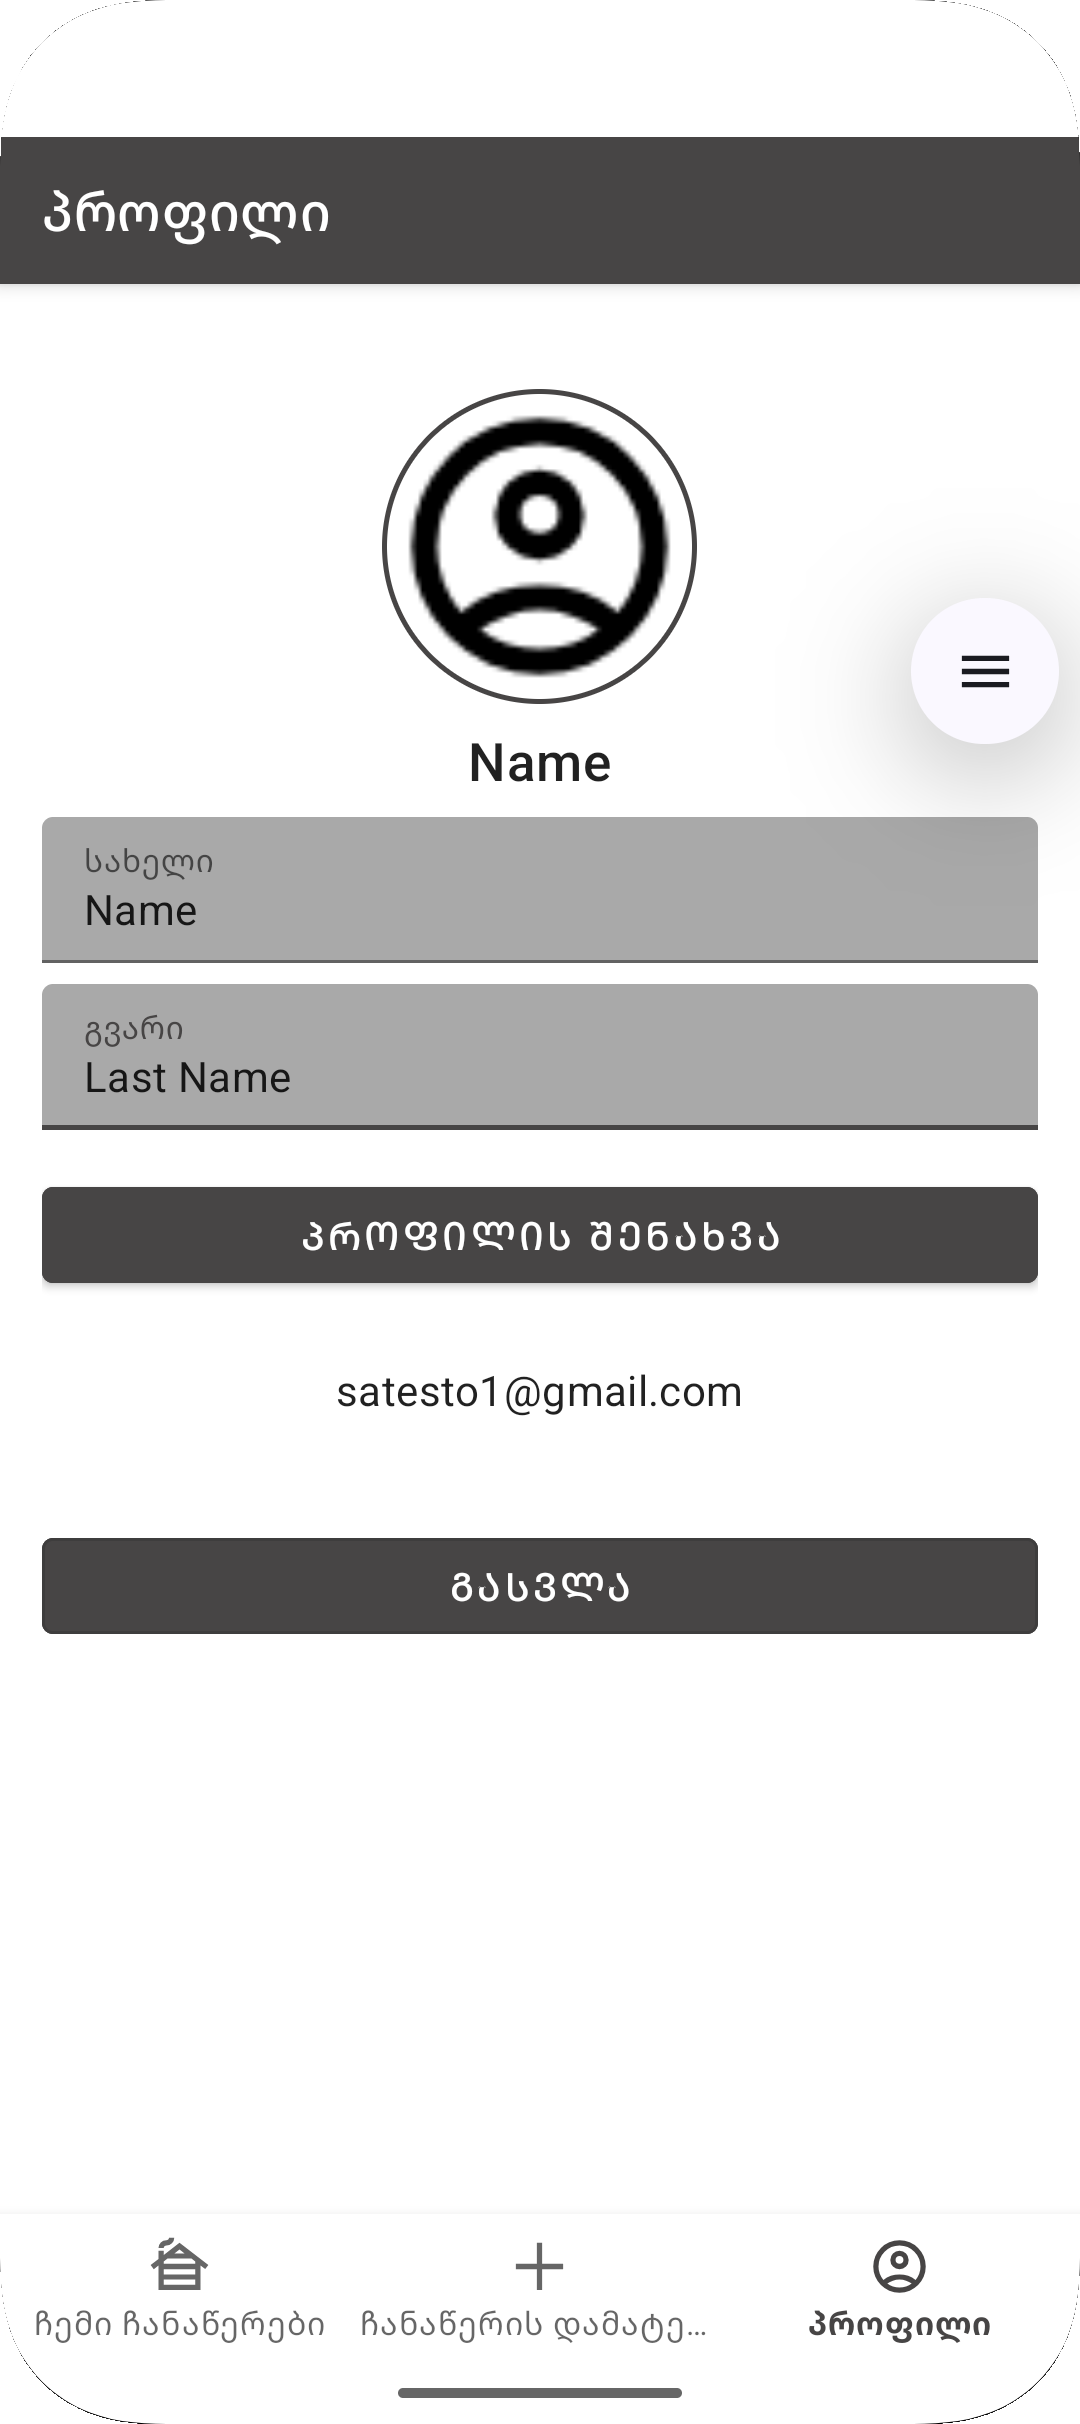 პროფილი
Name
სახელი
Name
გვარი
Last Name
ᲞᲠᲝᲤᲘᲚᲘᲡ ᲨᲔᲜᲐᲮᲕᲐ
satesto1@gmail.com
ᲒᲐᲡᲕᲚᲐ
ჩემი ჩანაწერები
ჩანაწერის დამატე...
პროფილი